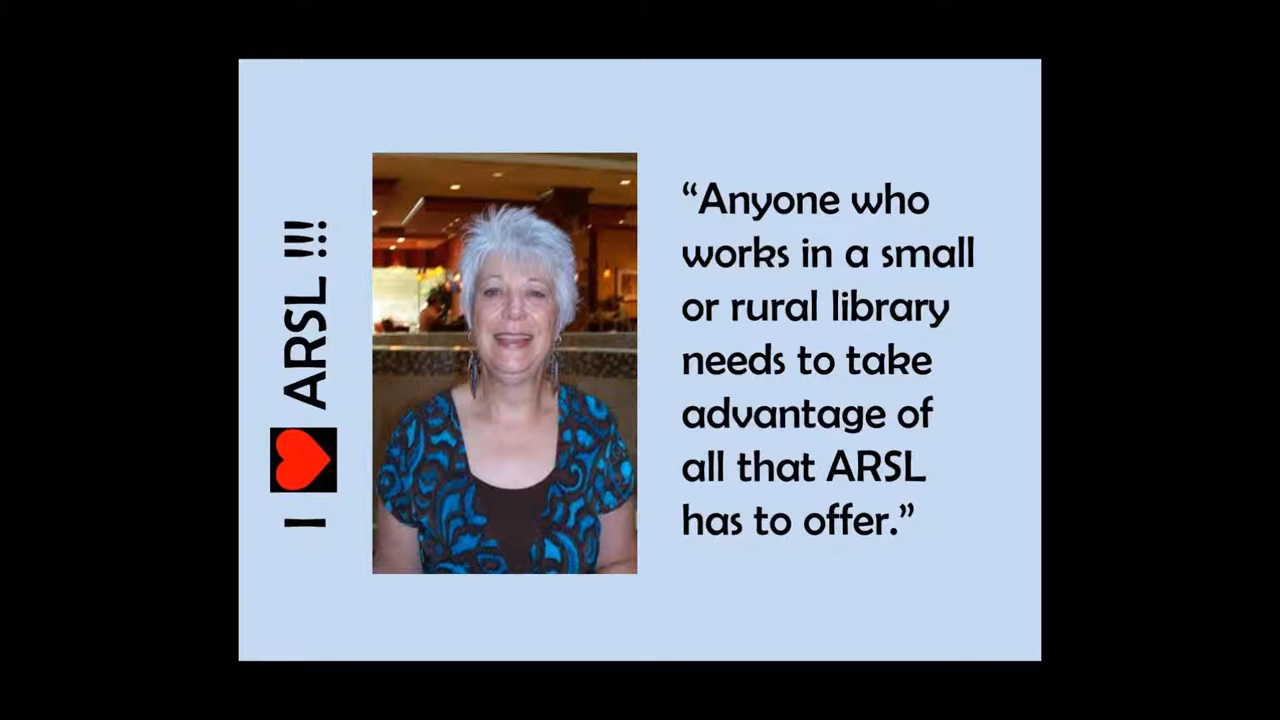 I ❤ ARSL !!!
“Anyone who
works in a small
or rural library
needs to take
advantage of
all that ARSL
has to offer.”